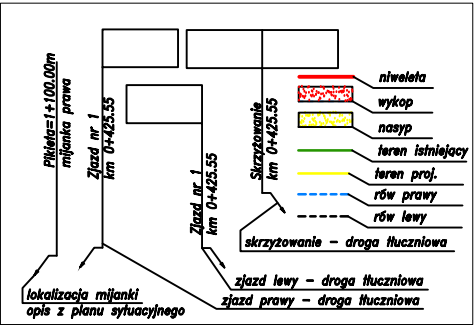 Pikieta=1+100.00m
mijanka prawa
Zjazd nr 1
km 0+425.55
Zjazd nr 1
km 0+425.55
Skrzyżowanie
km 0+425.55
niweleta
wykop
nasyp
teren istniejący
teren proj.
rów prawy
rów lewy
skrzyżowanie – droga tłuczniowa
zjazd lewy – droga tłuczniowa
zjazd prawy – droga tłuczniowa
lokalizacja mijanki
opis z planu sytuacyjnego